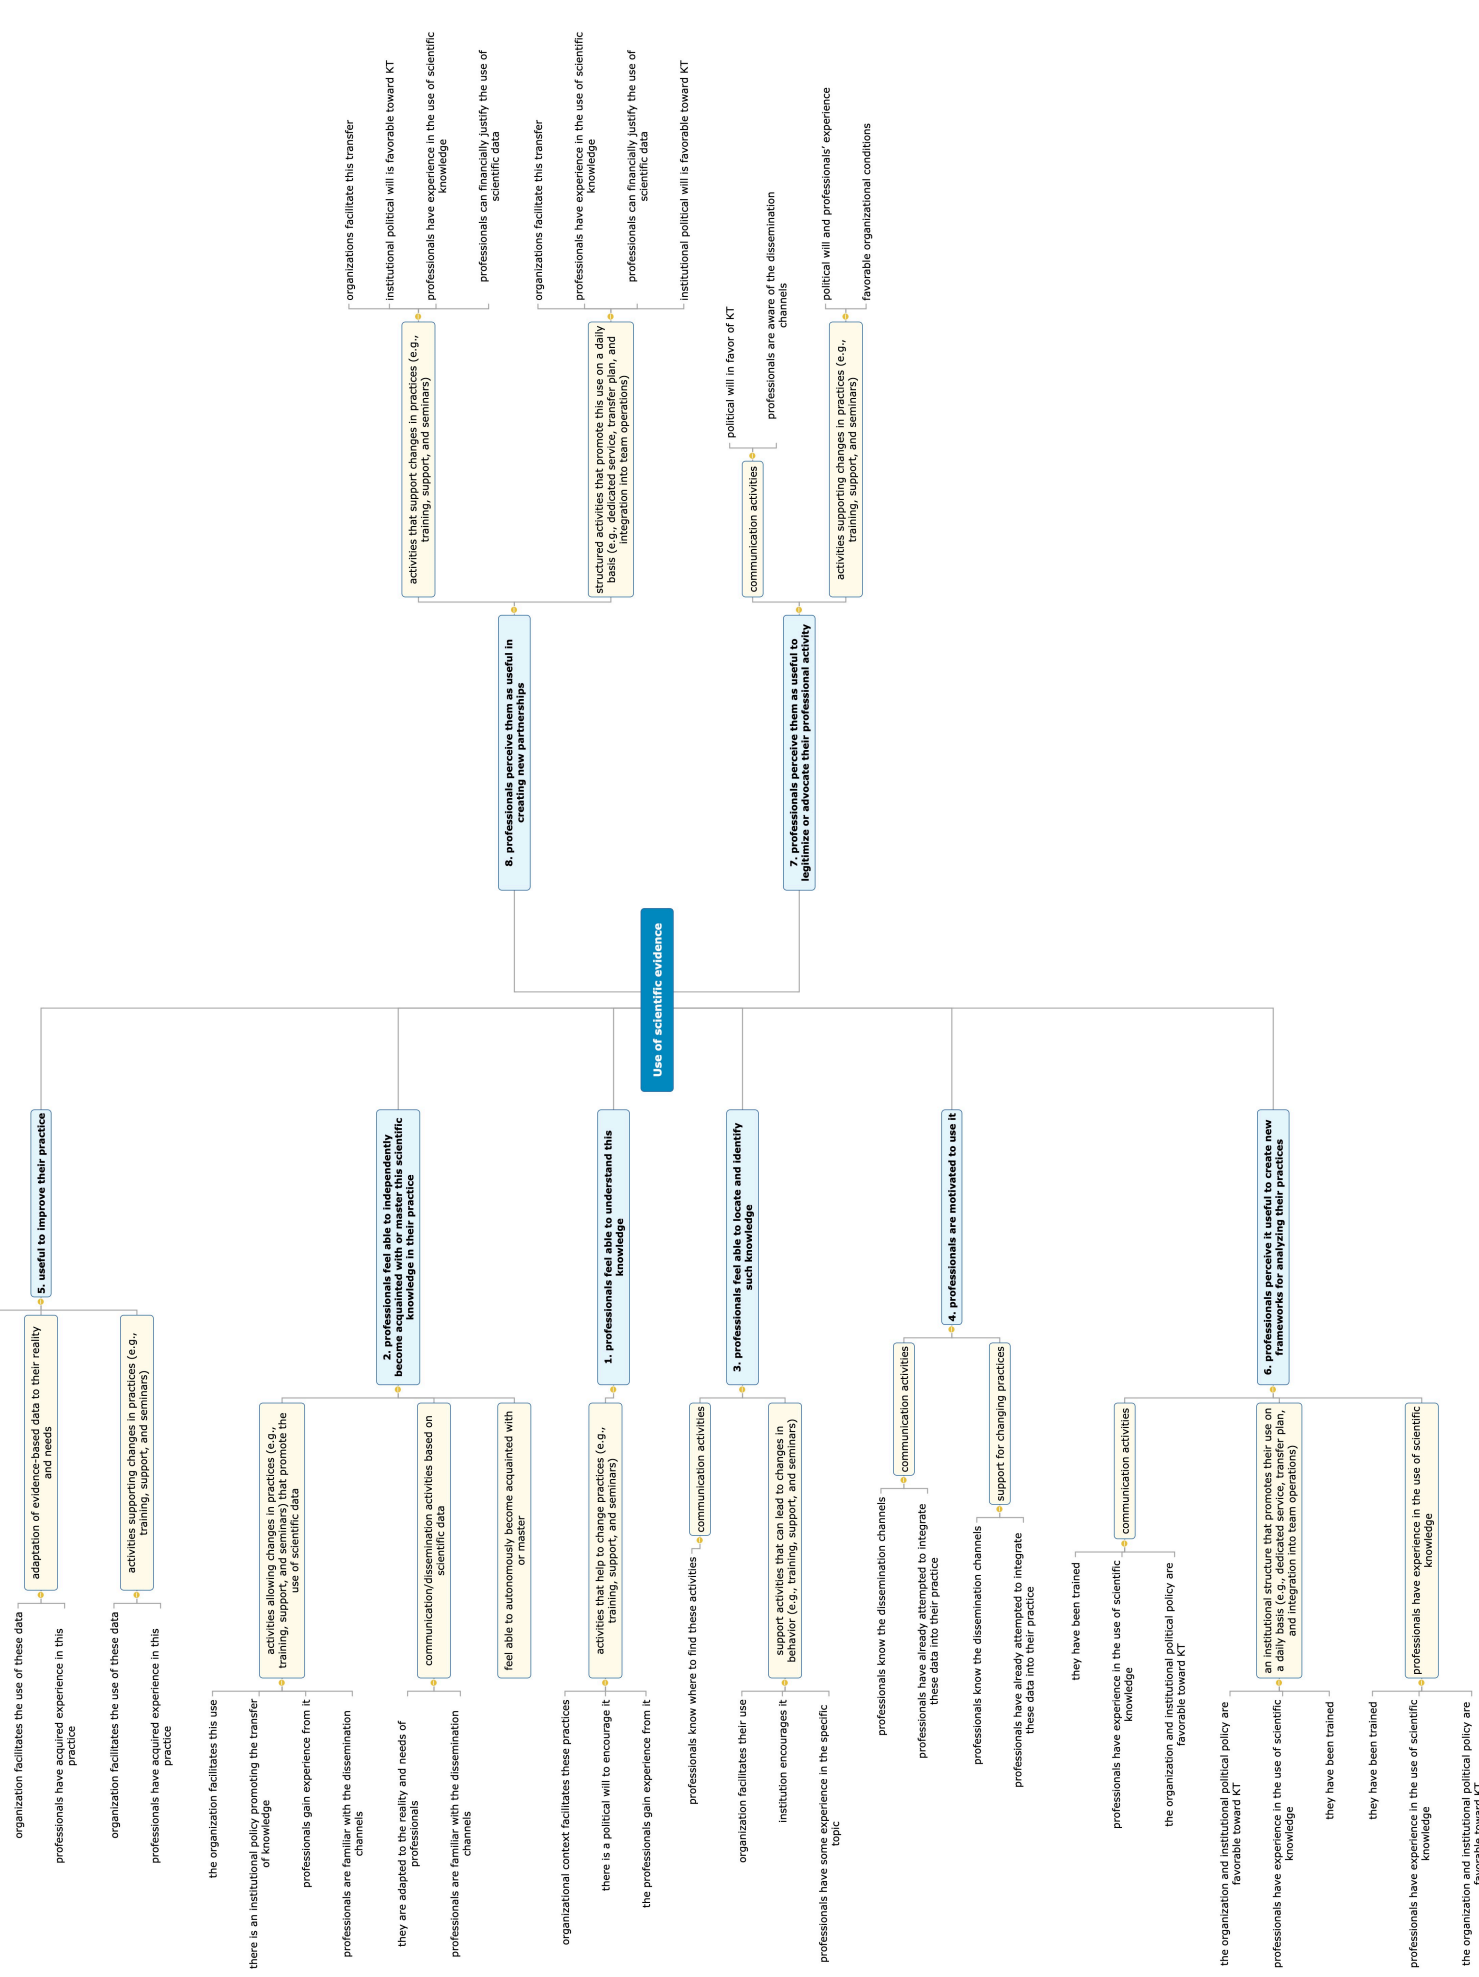 Use of scientific evidence
8. professionals perceive them as useful in
creating new partnerships
activities that support changes in practices (e.g.,
training, support, and seminars)
organizations facilitate this transfer
institutional political will is favorable toward KT
professionals have experience in the use of scientific
knowledge
professionals can financially justify the use of
scientific data
structured activities that promote this use on a daily
basis (e.g., dedicated service, transfer plan, and
integration into team operations)
organizations facilitate this transfer
professionals have experience in the use of scientific
knowledge
professionals can financially justify the use of
scientific data
institutional political will is favorable toward KT
7. professionals perceive them as useful to
legitimize or advocate their professional activity
communication activities
political will in favor of KT
professionals are aware of the dissemination
channels
activities supporting changes in practices (e.g.,
training, support, and seminars)
political will and professionals’ experience
favorable organizational conditions
5. useful to improve their practice
adaptation of evidence-based data to their reality
and needs
organization facilitates the use of these data
professionals have acquired experience in this
practice
activities supporting changes in practices (e.g.,
training, support, and seminars)
organization facilitates the use of these data
professionals have acquired experience in this
practice
2. professionals feel able to independently
become acquainted with or master this scientific
knowledge in their practice
activities allowing changes in practices (e.g.,
training, support, and seminars) that promote the
use of scientific data
the organization facilitates this use
there is an institutional policy promoting the transfer
of knowledge
professionals gain experience from it
professionals are familiar with the dissemination
channels
communication/dissemination activities based on
scientific data
they are adapted to the reality and needs of
professionals
professionals are familiar with the dissemination
channels
feel able to autonomously become acquainted with
or master
1. professionals feel able to understand this
knowledge
activities that help to change practices (e.g.,
training, support, and seminars)
organizational context facilitates these practices
there is a political will to encourage it
the professionals gain experience from it
3. professionals feel able to locate and identify
such knowledge
communication activities
professionals know where to find these activities
support activities that can lead to changes in
behavior (e.g., training, support, and seminars)
organization facilitates their use
institution encourages it
professionals have some experience in the specific
topic
4. professionals are motivated to use it
communication activities
professionals know the dissemination channels
professionals have already attempted to integrate
these data into their practice
support for changing practices
professionals know the dissemination channels
professionals have already attempted to integrate
these data into their practice
6. professionals perceive it useful to create new
frameworks for analyzing their practices
communication activities
they have been trained
professionals have experience in the use of scientific
knowledge
the organization and institutional policy are
favorable toward KT
an institutional structure that promotes their use on
a daily basis (e.g., dedicated service, transfer plan,
and integration into team operations)
the organization and institutional political policy are
favorable toward KT
professionals have experience in the use of scientific
knowledge
they have been trained
professionals have experience in the use of scientific
knowledge
they have been trained
professionals have experience in the use of scientific
knowledge
the organization and institutional political policy are
favorable toward KT